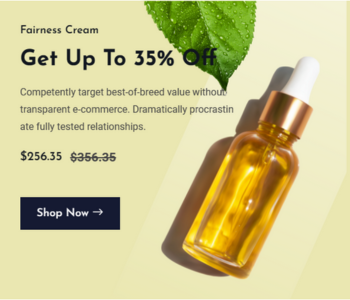 Fairness Cream
Get Up To 35% Off
Competently target best-of-breed value without
transparent e-commerce. Dramatically procrastin
ate fully tested relationships.
$256.35 $356.35
Shop Now →